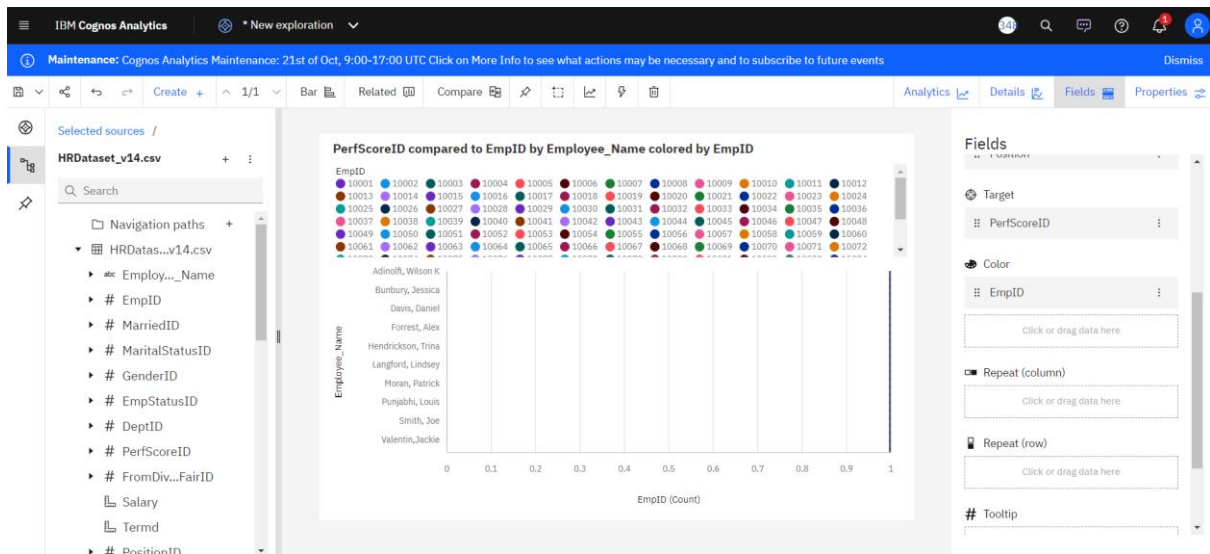 IBM Cognos Analytics
* New exploration
1
Maintenance: Cognos Analytics Maintenance: 21st of Oct, 9:00-17:00 UTC Click on More Info to see what actions may be necessary and to subscribe to future events
Dismiss
Create +
1/1
Bar
Related
Compare
Analytics
Details
Fields
Properties
Selected sources /
HRDataset_v14.csv
Search
Navigation paths +
HRDatas...v14.csv
abc Employ..._Name
# EmpID
# MarriedID
# MaritalStatusID
# GenderID
# EmpStatusID
# DeptID
# PerfScoreID
# FromDiv...FairID
Salary
Termd
# PositionID
PerfScoreID compared to EmpID by Employee_Name colored by EmpID
EmpID
10001 10002 10003 10004 10005 10006 10007 10008 10009 10010 10011 10012
10013 10014 10015 10016 10017 10018 10019 10020 10021 10022 10023 10024
10025 10026 10027 10028 10029 10030 10031 10032 10033 10034 10035 10036
10037 10038 10039 10040 10041 10042 10043 10044 10045 10046 10047 10048
10049 10050 10051 10052 10053 10054 10055 10056 10057 10058 10059 10060
10061 10062 10063 10064 10065 10066 10067 10068 10069 10070 10071 10072
Employee_Name
Adinolfi, Wilson K
Bunbury, Jessica
Davis, Daniel
Forrest, Alex
Hendrickson, Trina
Langford, Lindsey
Moran, Patrick
Punjabhi, Louis
Smith, Joe
Valentin,Jackie
0 0.1 0.2 0.3 0.4 0.5 0.6 0.7 0.8 0.9 1
EmpID (Count)
Fields
Position
Target
PerfScoreID
Color
EmpID
Click or drag data here
Repeat (column)
Click or drag data here
Repeat (row)
Click or drag data here
# Tooltip